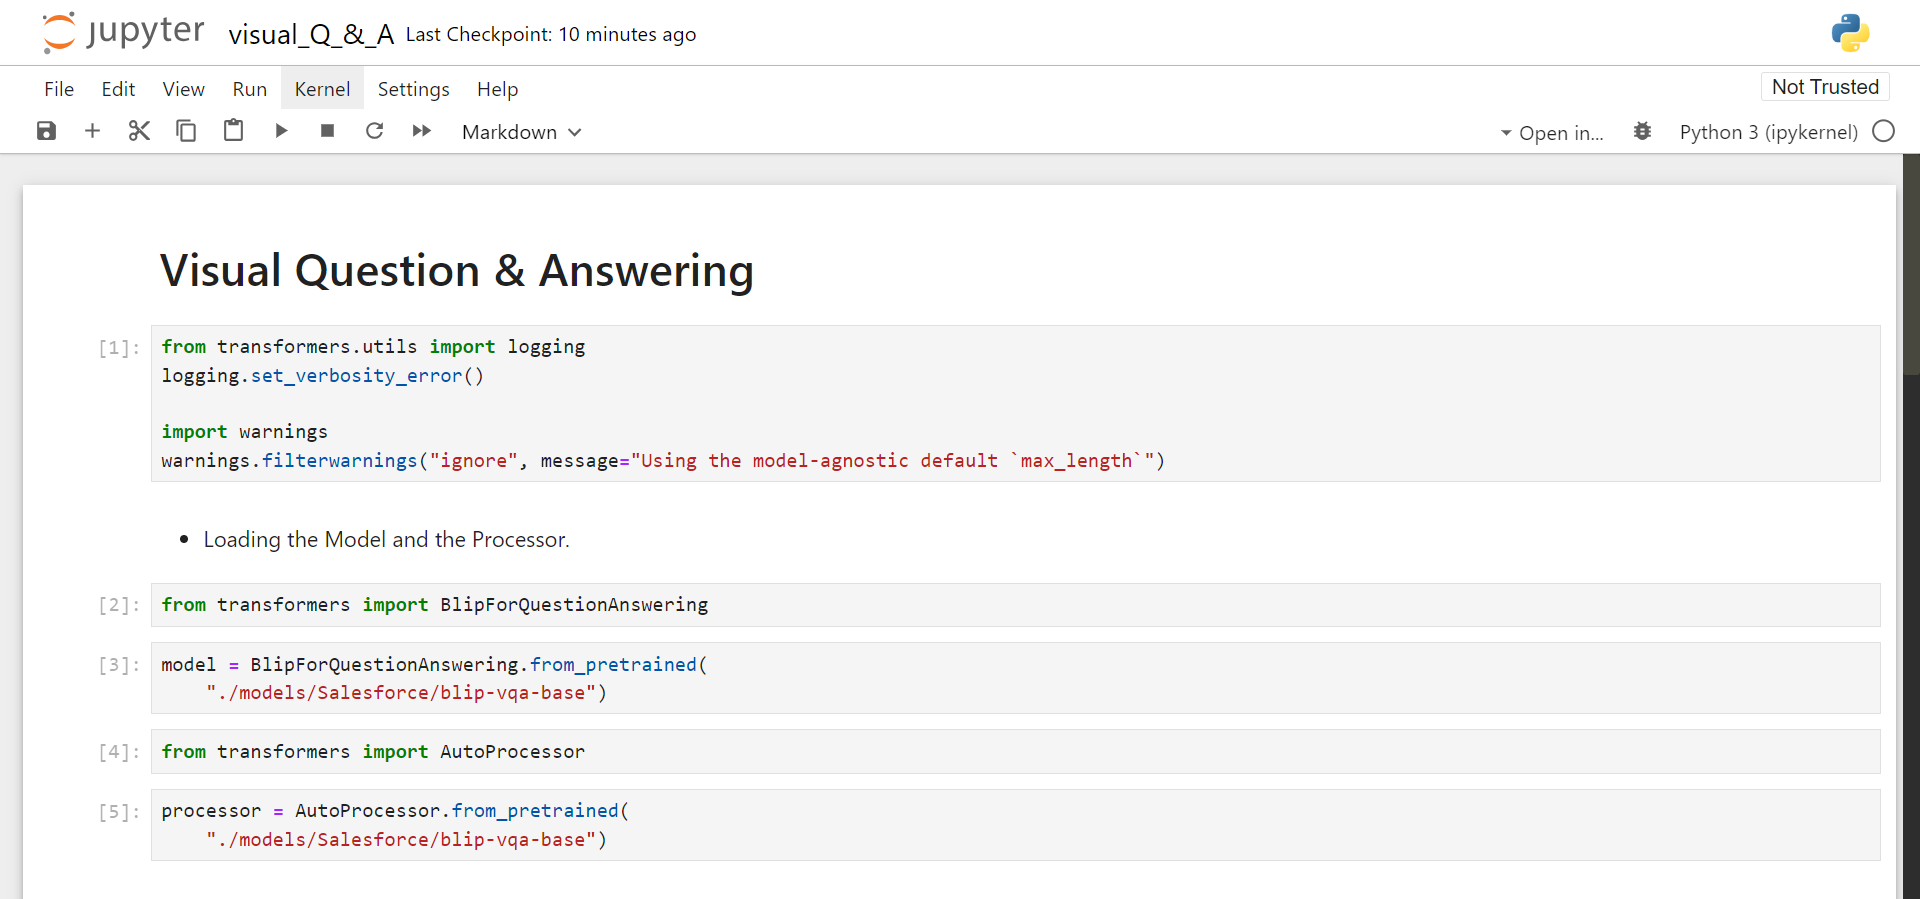 jupyter visual_Q_&_A Last Checkpoint: 10 minutes ago
File Edit View Run Kernel Settings Help Not Trusted
Markdown Open in... Python 3 (ipykernel)
Visual Question & Answering
[1]: from transformers.utils import logging
logging.set_verbosity_error()
import warnings
warnings.filterwarnings("ignore", message="Using the model-agnostic default `max_length`")
• Loading the Model and the Processor.
[2]: from transformers import BlipForQuestionAnswering
[3]: model = BlipForQuestionAnswering.from_pretrained(
"./models/Salesforce/blip-vqa-base")
[4]: from transformers import AutoProcessor
[5]: processor = AutoProcessor.from_pretrained(
"./models/Salesforce/blip-vqa-base")